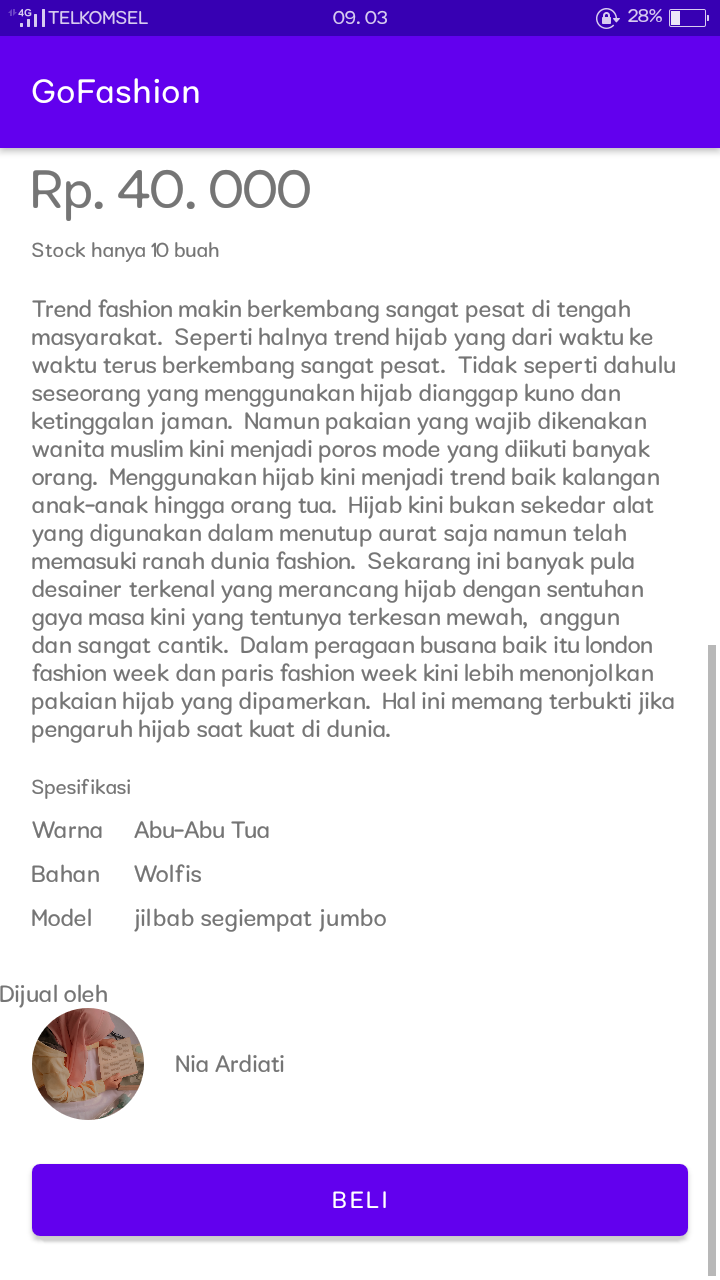 4G TELKOMSEL 09. 03 28%
GoFashion
Rp. 40. 000
Stock hanya 10 buah
Trend fashion makin berkembang sangat pesat di tengah
masyarakat.  Seperti halnya trend hijab yang dari waktu ke
waktu terus berkembang sangat pesat.  Tidak seperti dahulu
seseorang yang menggunakan hijab dianggap kuno dan
ketinggalan jaman.  Namun pakaian yang wajib dikenakan
wanita muslim kini menjadi poros mode yang diikuti banyak
orang.  Menggunakan hijab kini menjadi trend baik kalangan
anak-anak hingga orang tua.  Hijab kini bukan sekedar alat
yang digunakan dalam menutup aurat saja namun telah
memasuki ranah dunia fashion.  Sekarang ini banyak pula
desainer terkenal yang merancang hijab dengan sentuhan
gaya masa kini yang tentunya terkesan mewah,  anggun
dan sangat cantik.  Dalam peragaan busana baik itu london
fashion week dan paris fashion week kini lebih menonjolkan
pakaian hijab yang dipamerkan.  Hal ini memang terbukti jika
pengaruh hijab saat kuat di dunia.
Spesifikasi
Warna Abu-Abu Tua
Bahan Wolfis
Model jilbab segiempat jumbo
Dijual oleh
Nia Ardiati
BELI